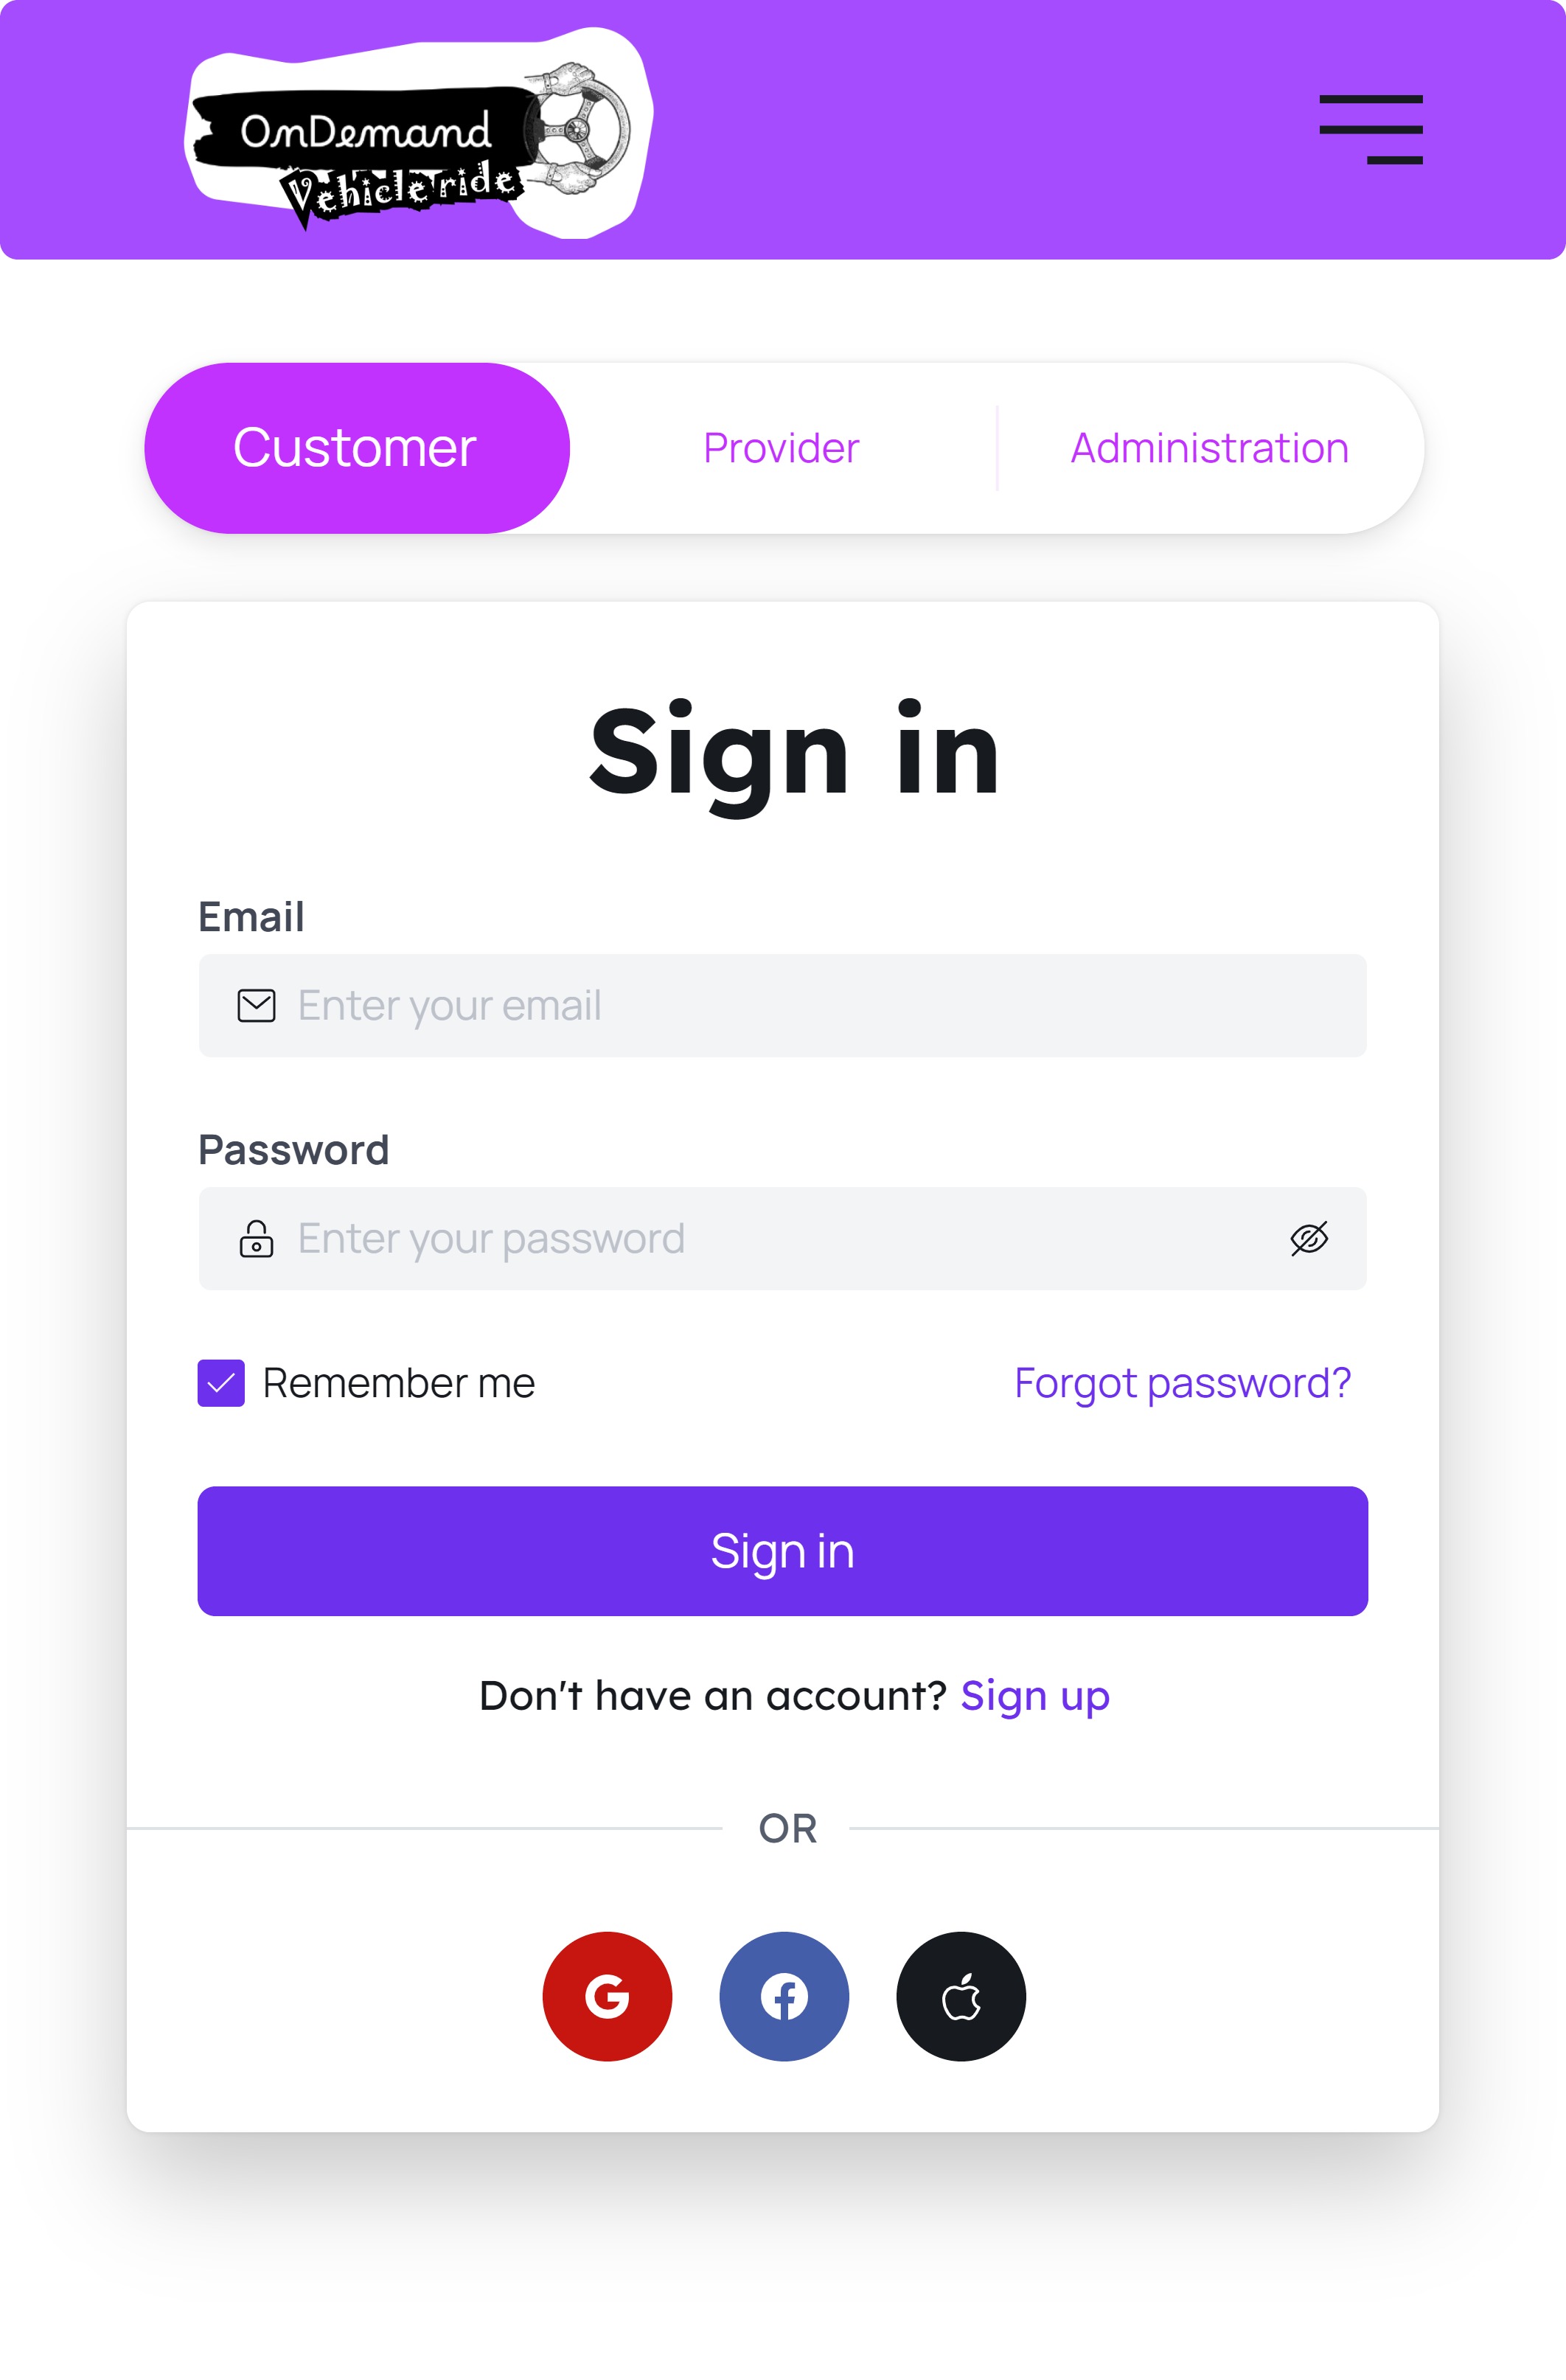 OnDemand
Vehicleride
Customer Provider Administration
Sign in
Email
Enter your email
Password
Enter your password
Remember me Forgot password?
Sign in
Don't have an account? Sign up
OR